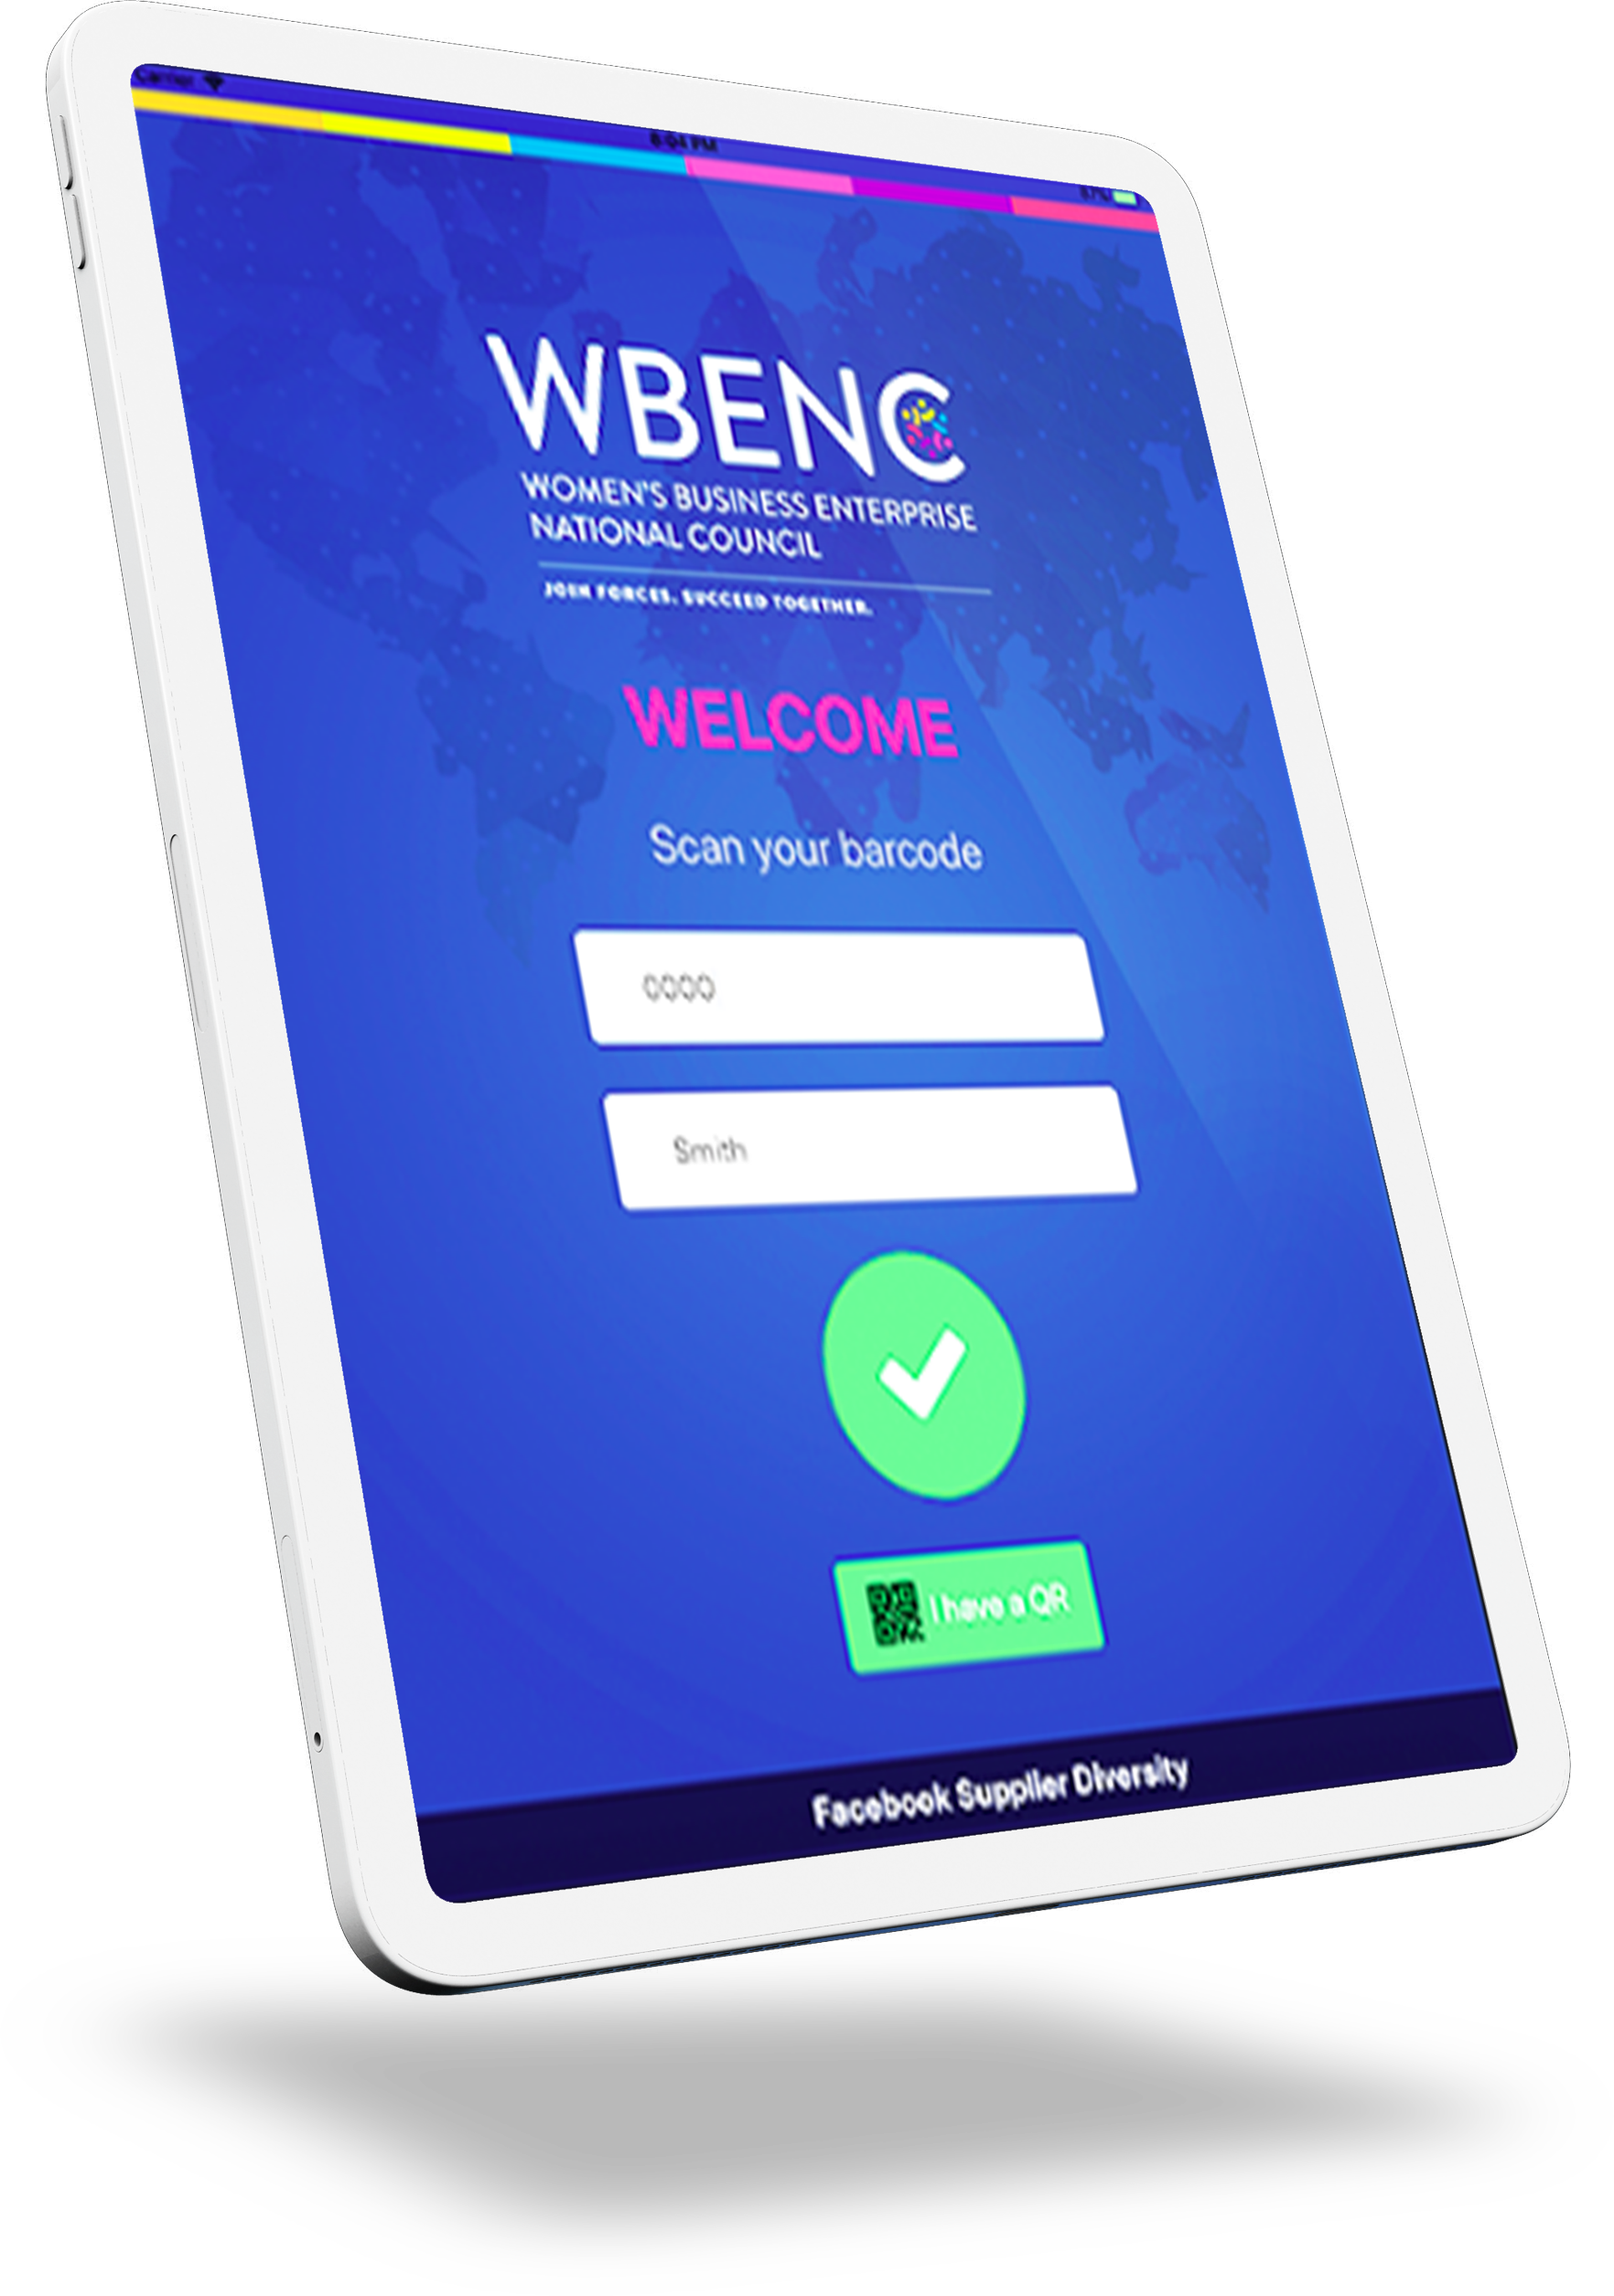 Carrier
8:04 PM
WBENC
WOMEN'S BUSINESS ENTERPRISE
NATIONAL COUNCIL
JOIN FORCES. SUCCEED TOGETHER.
WELCOME
Scan your barcode
0000
Smith
I have a QR
Facebook Supplier Diversity